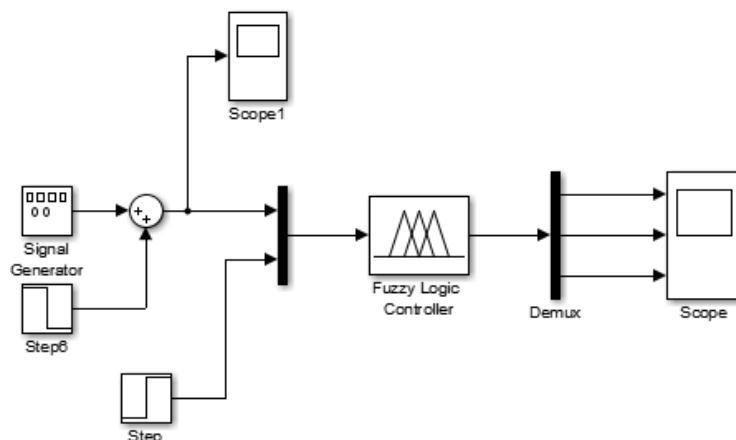 Scope1
Signal
Generator
Step6
Step
Fuzzy Logic
Controller
Demux
Scope